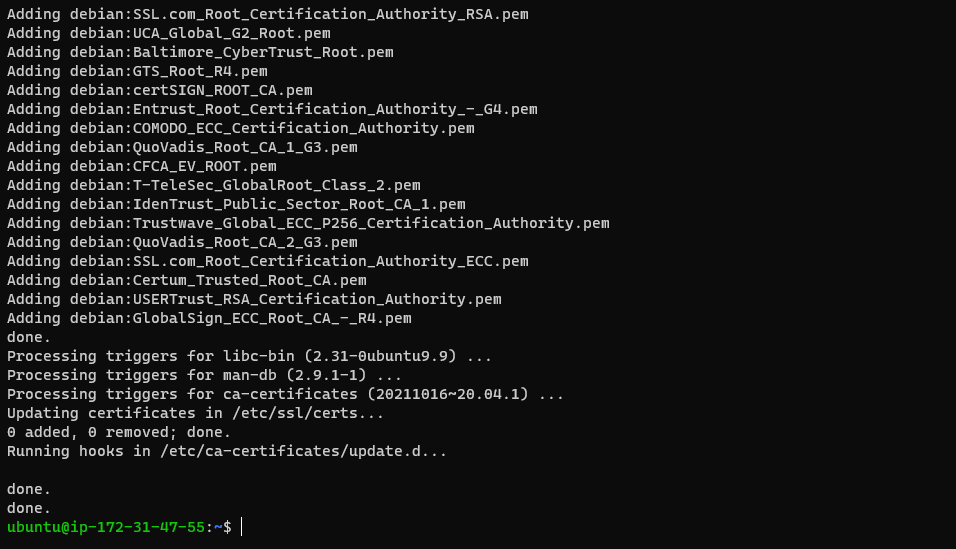 Adding debian:SSL.com_Root_Certification_Authority_RSA.pem
Adding debian:UCA_Global_G2_Root.pem
Adding debian:Baltimore_CyberTrust_Root.pem
Adding debian:GTS_Root_R4.pem
Adding debian:certSIGN_ROOT_CA.pem
Adding debian:Entrust_Root_Certification_Authority_-_G4.pem
Adding debian:COMODO_ECC_Certification_Authority.pem
Adding debian:QuoVadis_Root_CA_1_G3.pem
Adding debian:CFCA_EV_ROOT.pem
Adding debian:T-TeleSec_GlobalRoot_Class_2.pem
Adding debian:IdenTrust_Public_Sector_Root_CA_1.pem
Adding debian:Trustwave_Global_ECC_P256_Certification_Authority.pem
Adding debian:QuoVadis_Root_CA_2_G3.pem
Adding debian:SSL.com_Root_Certification_Authority_ECC.pem
Adding debian:Certum_Trusted_Root_CA.pem
Adding debian:USERTrust_RSA_Certification_Authority.pem
Adding debian:GlobalSign_ECC_Root_CA_-_R4.pem
done.
Processing triggers for libc-bin (2.31-0ubuntu9.9) ...
Processing triggers for man-db (2.9.1-1) ...
Processing triggers for ca-certificates (20211016~20.04.1) ...
Updating certificates in /etc/ssl/certs...
0 added, 0 removed; done.
Running hooks in /etc/ca-certificates/update.d...
done.
done.
ubuntu@ip-172-31-47-55:~$